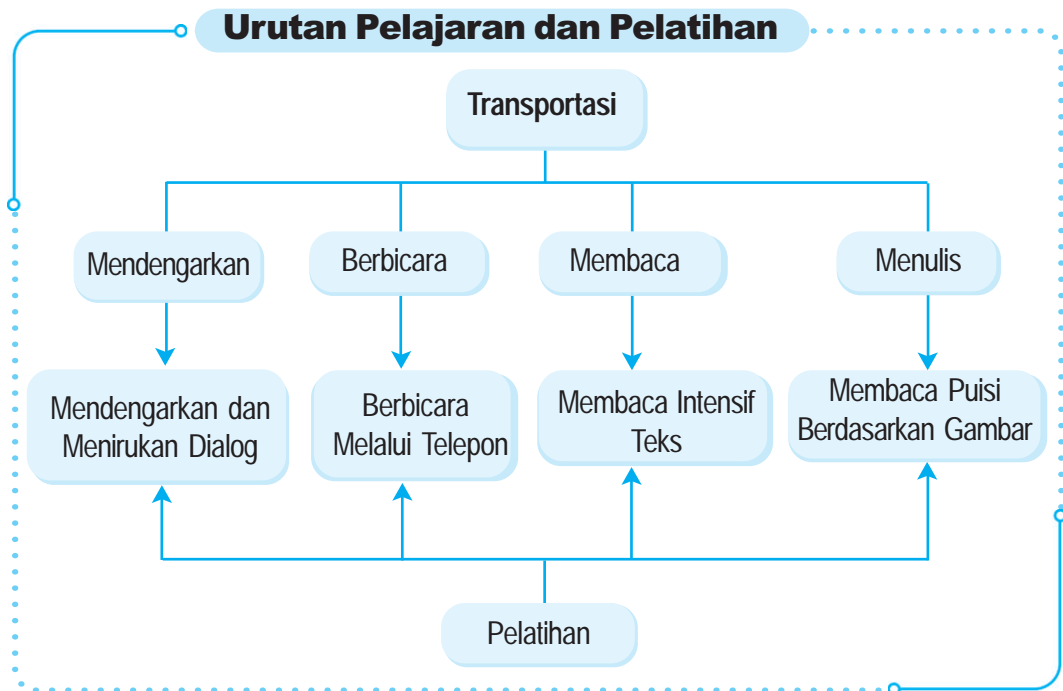 Urutan Pelajaran dan Pelatihan
Transportasi
Mendengarkan
Berbicara
Membaca
Menulis
Mendengarkan dan
Menirukan Dialog
Berbicara
Melalui Telepon
Membaca Intensif
Teks
Membaca Puisi
Berdasarkan Gambar
Pelatihan